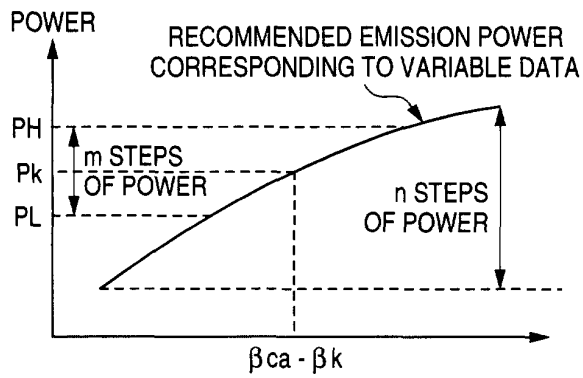 POWER
RECOMMENDED EMISSION POWER
CORRESPONDING TO VARIABLE DATA
PH
m STEPS
Pk
OF POWER
PL
n STEPS
OF POWER
βca - βk